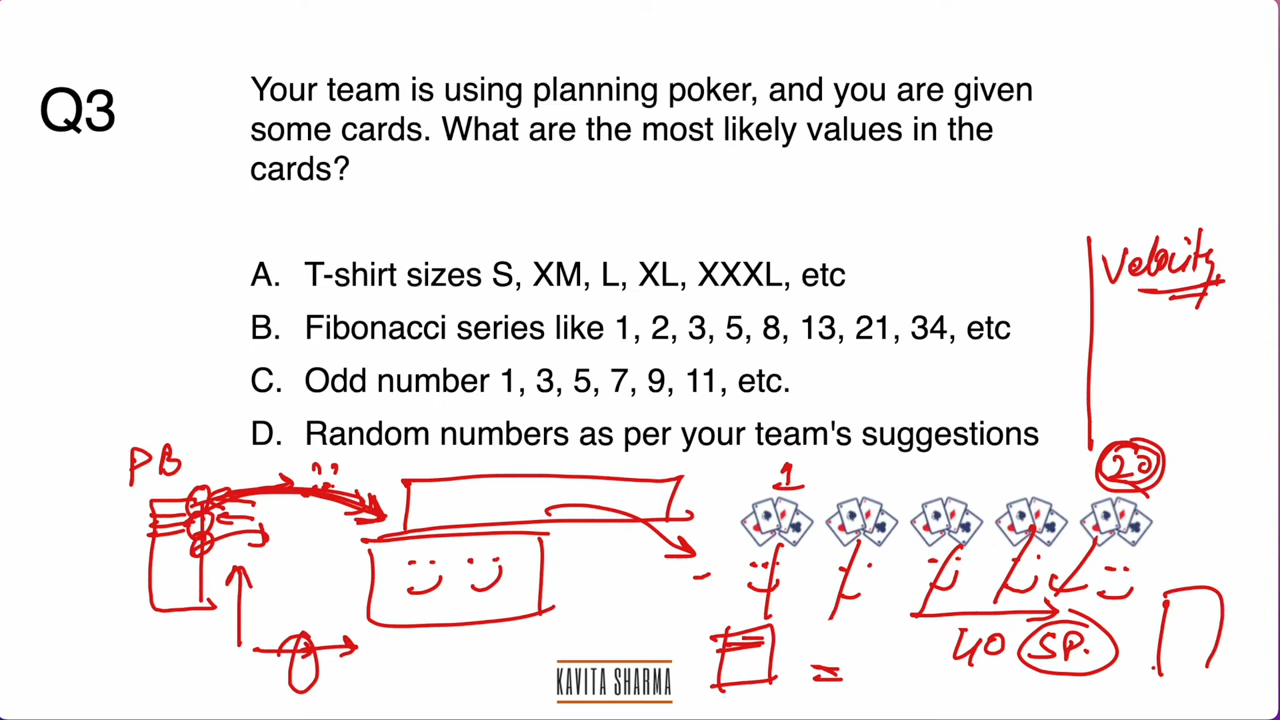 Q3
Your team is using planning poker, and you are given
some cards. What are the most likely values in the
cards?
A. T-shirt sizes S, XM, L, XL, XXXL, etc
B. Fibonacci series like 1, 2, 3, 5, 8, 13, 21, 34, etc
C. Odd number 1, 3, 5, 7, 9, 11, etc.
D. Random numbers as per your team's suggestions
Velocity
PB
1
20
40 SP.
KAVITA SHARMA